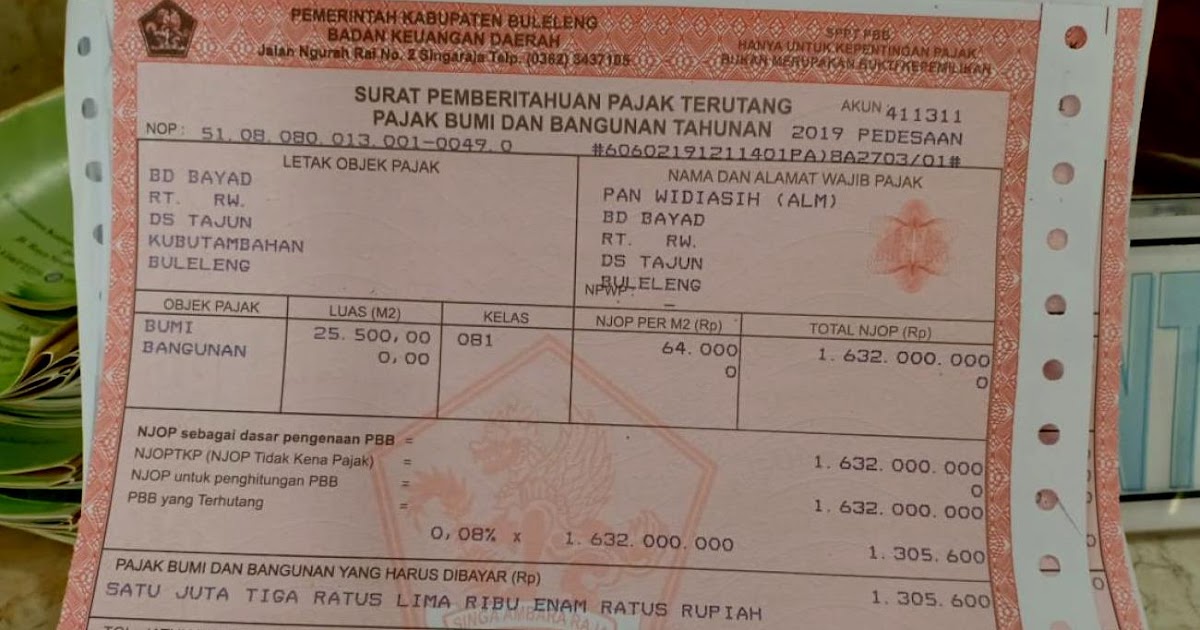 PEMERINTAH KABUPATEN BULELENG
BADAN KEUANGAN DAERAH
Jalan Ngurah Rai No. 2 Singaraja Telp. (0362) 3437105
SPPT PBB
HANYA UNTUK KEPENTINGAN PAJAK
BUKAN MERUPAKAN BUKTI KEPEMILIKAN
SURAT PEMBERITAHUAN PAJAK TERUTANG
AKUN 411311
PAJAK BUMI DAN BANGUNAN TAHUNAN 2019 PEDESAAN
NOP : 51.08.080.013.001-0049.0 #60602191211401PA)8A2703/01#
LETAK OBJEK PAJAK
BD BAYAD
RT. RW.
DS TAJUN
KUBUTAMBAHAN
BULELENG
NAMA DAN ALAMAT WAJIB PAJAK
PAN WIDIASIH (ALM)
BD BAYAD
RT. RW.
DS TAJUN
BULELENG
NPWP : –
OBJEK PAJAK LUAS (M2) KELAS NJOP PER M2 (Rp) TOTAL NJOP (Rp)
BUMI 25.500,00 081 64.000 1.632.000.000
BANGUNAN 0,00 0 0
NJOP sebagai dasar pengenaan PBB = 1.632.000.000
NJOPTKP (NJOP Tidak Kena Pajak) = 0
NJOP untuk penghitungan PBB = 1.632.000.000
PBB yang Terhutang =
0,08% x 1.632.000.000 1.305.600
PAJAK BUMI DAN BANGUNAN YANG HARUS DIBAYAR (Rp) 1.305.600
SATU JUTA TIGA RATUS LIMA RIBU ENAM RATUS RUPIAH
SINGA AMBARA RAJA